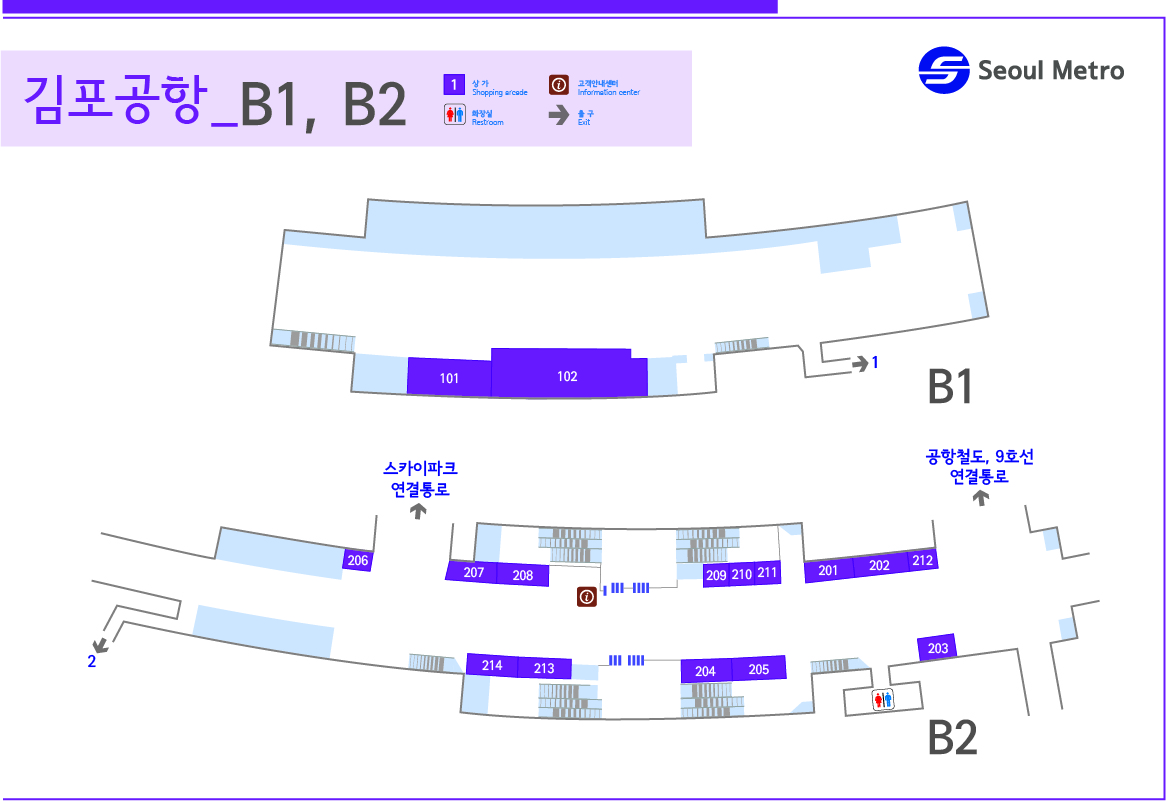 김포공항_B1, B2
1 상 가
Shopping arcade
고객안내센터
Information center
화장실
Restroom
출 구
Exit
Seoul Metro
101
102
1
B1
스카이파크
연결통로
공항철도, 9호선
연결통로
206
207
208
209
210
211
201
202
212
2
214
213
204
205
203
B2